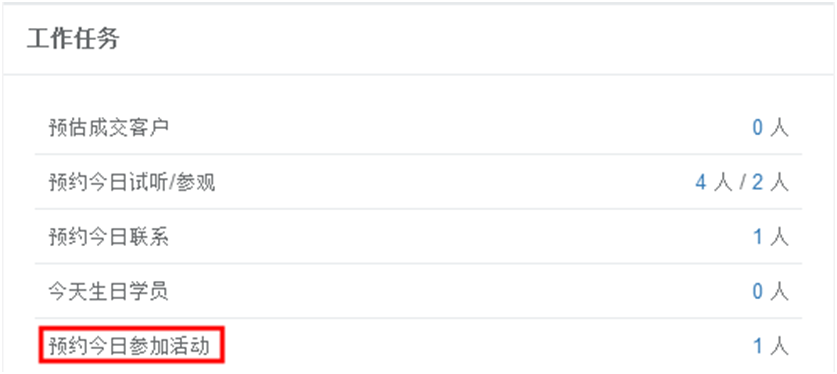 工作任务
预估成交客户 0 人
预约今日试听/参观 4 人 / 2 人
预约今日联系 1 人
今天生日学员 0 人
预约今日参加活动 1 人